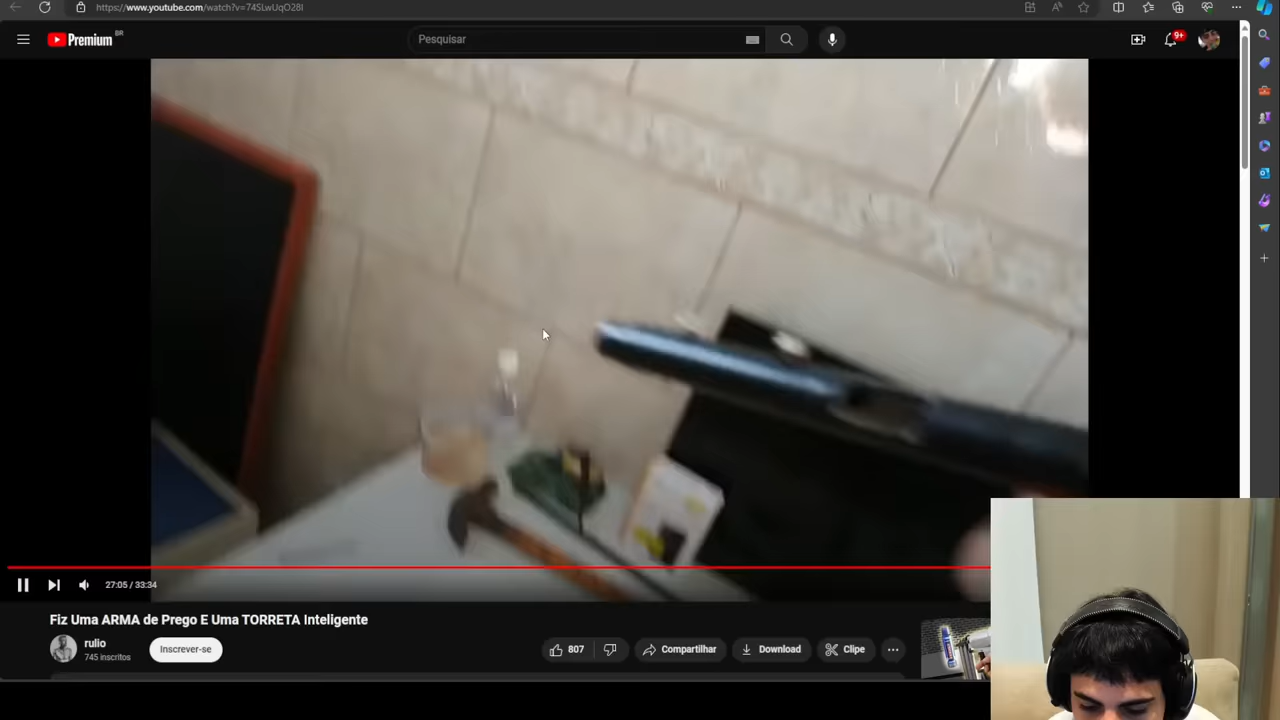 https://www.youtube.com/watch?v=745LwUqO28I
Premium BR
Pesquisar
9+
27:05 / 33:34
Fiz Uma ARMA de Prego E Uma TORRETA Inteligente
rulio
745 inscritos
Inscrever-se
807
Compartilhar
Download
Clipe